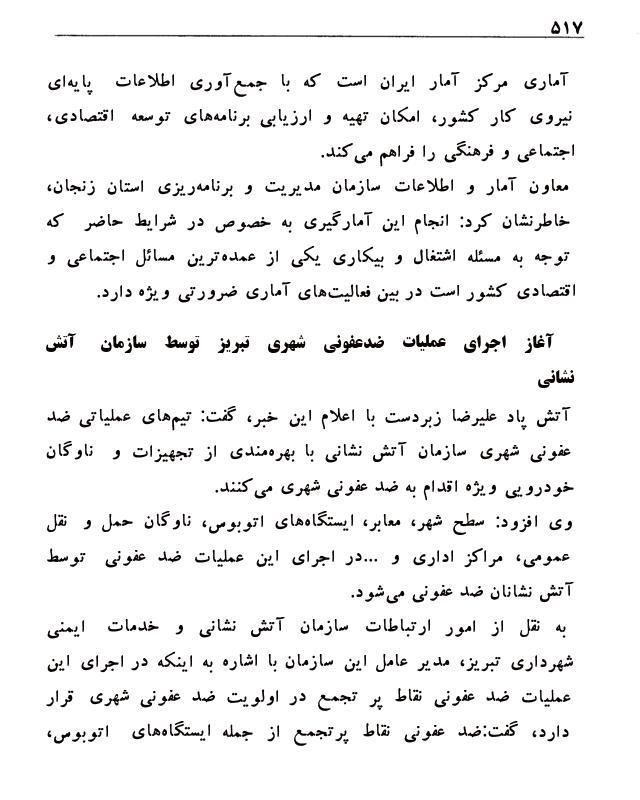 ۵۱۷
آماری مرکز آمار ایران است که با جمع‌آوری اطلاعات پایه‌ای
نیروی کار کشور، امکان تهیه و ارزیابی برنامه‌های توسعه اقتصادی،
اجتماعی و فرهنگی را فراهم می‌کند.
معاون آمار و اطلاعات سازمان مدیریت و برنامه‌ریزی استان زنجان،
خاطرنشان کرد: انجام این آمارگیری به خصوص در شرایط حاضر که
توجه به مسئله اشتغال و بیکاری یکی از عمده‌ترین مسائل اجتماعی و
اقتصادی کشور است در بین فعالیت‌های آماری ضرورتی ویژه دارد.
آغاز اجرای عملیات ضدعفونی شهری تبریز توسط سازمان آتش
نشانی
آتش پاد علیرضا زبردست با اعلام این خبر، گفت: تیم‌های عملیاتی ضد
عفونی شهری سازمان آتش نشانی با بهره‌مندی از تجهیزات و ناوگان
خودرویی ویژه اقدام به ضد عفونی شهری می‌کنند.
وی افزود: سطح شهر، معابر، ایستگاه‌های اتوبوس، ناوگان حمل و نقل
عمومی، مراکز اداری و ...در اجرای این عملیات ضد عفونی توسط
آتش نشانان ضد عفونی می‌شود.
به نقل از امور ارتباطات سازمان آتش نشانی و خدمات ایمنی
شهرداری تبریز، مدیر عامل این سازمان با اشاره به اینکه در اجرای این
عملیات ضد عفونی نقاط پر تجمع در اولویت ضد عفونی شهری قرار
دارد، گفت:ضد عفونی نقاط پرتجمع از جمله ایستگاه‌های اتوبوس،